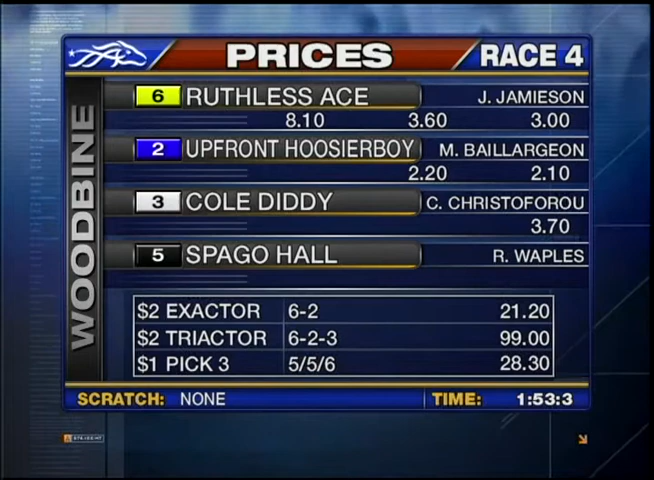 PRICES RACE 4
WOODBINE
6 RUTHLESS ACE J. JAMIESON
8.10 3.60 3.00
2 UPFRONT HOOSIERBOY M. BAILLARGEON
2.20 2.10
3 COLE DIDDY C. CHRISTOFOROU
3.70
5 SPAGO HALL R. WAPLES
$2 EXACTOR 6-2 21.20
$2 TRIACTOR 6-2-3 99.00
$1 PICK 3 5/5/6 28.30
SCRATCH: NONE TIME: 1:53:3